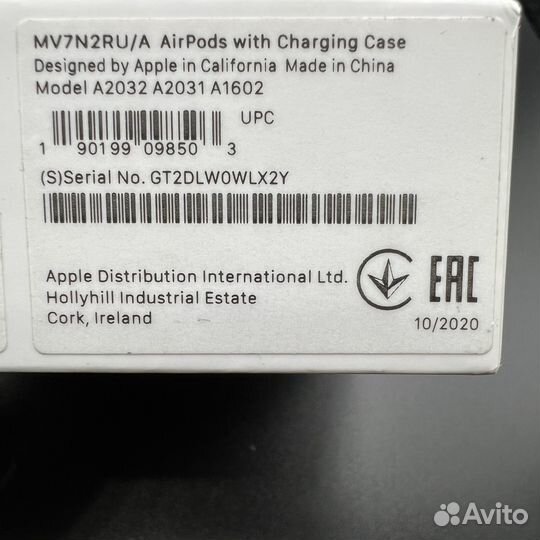 MV7N2RU/A AirPods with Charging Case
Designed by Apple in California Made in China
Model A2032 A2031 A1602
UPC
1 90199 09850 3
(S)Serial No. GT2DLW0WLX2Y
Apple Distribution International Ltd.
Hollyhill Industrial Estate
Cork, Ireland
EAC
10/2020
Avito